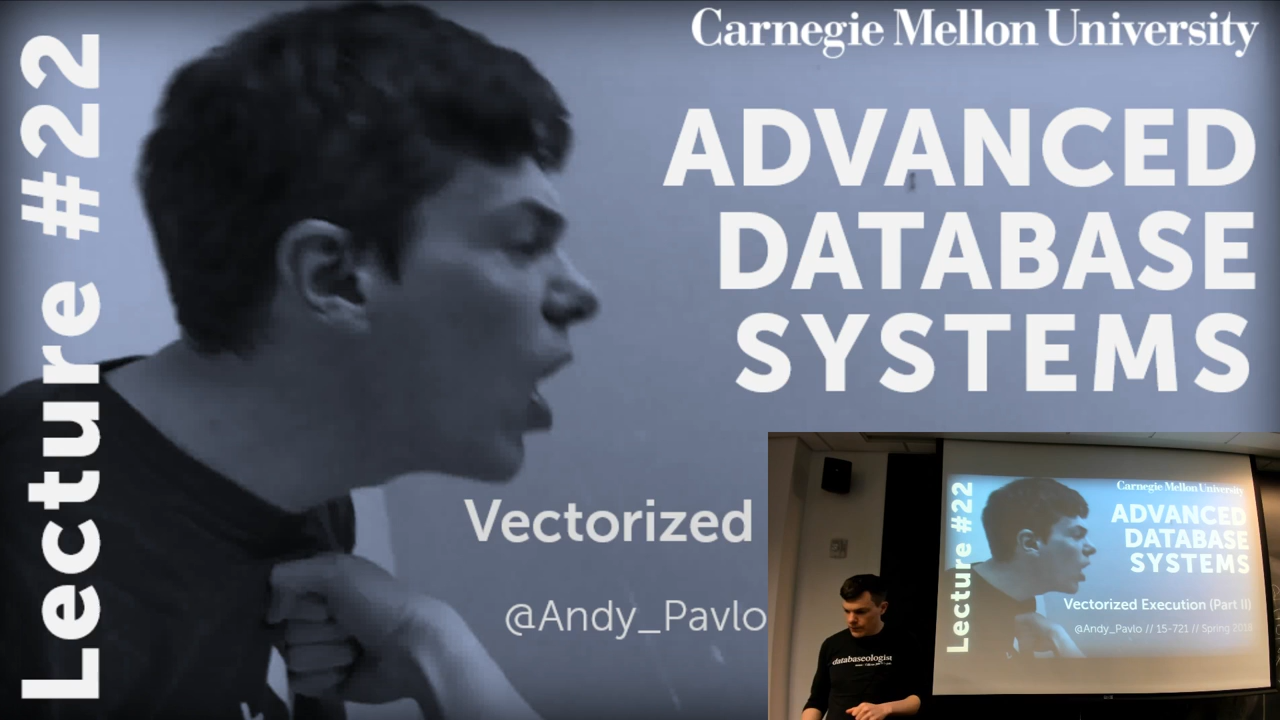 Lecture #22
Carnegie Mellon University
ADVANCED
DATABASE
SYSTEMS
Vectorized
@Andy_Pavlo
Lecture #22
Carnegie Mellon University
ADVANCED
DATABASE
SYSTEMS
Vectorized Execution (Part II)
@Andy_Pavlo // 15-721 // Spring 2018
databaseologist